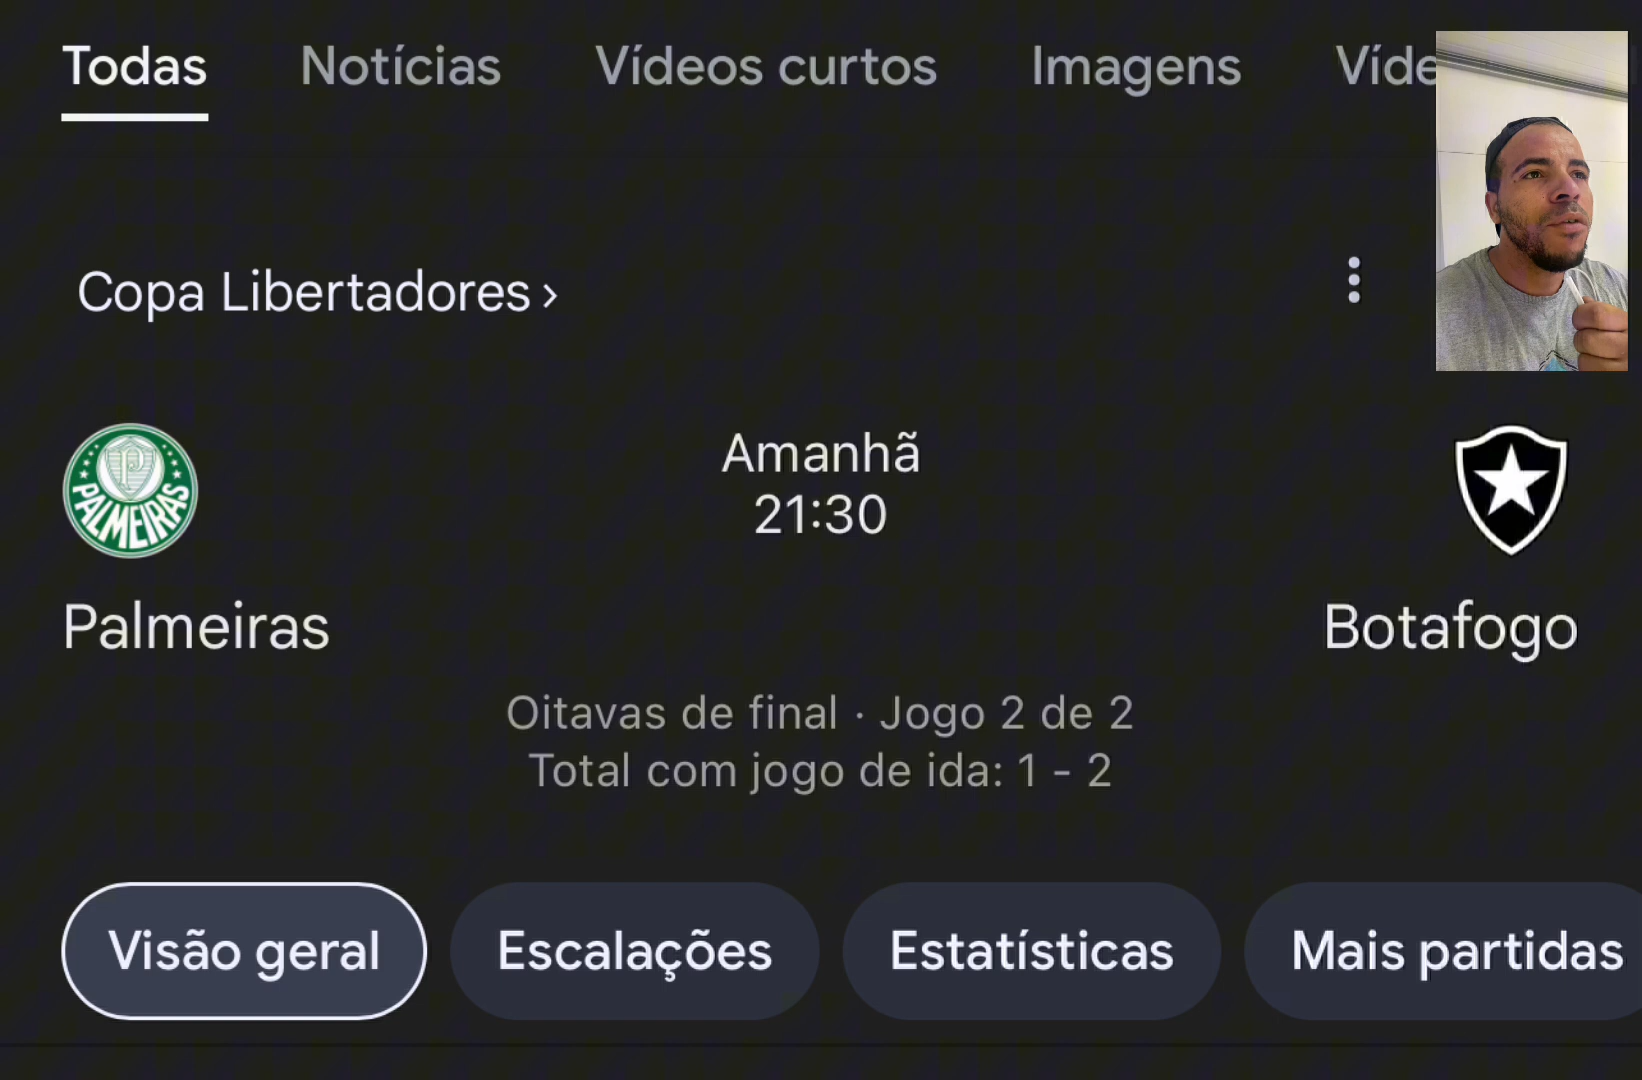 Todas Notícias Vídeos curtos Imagens Víde
Copa Libertadores ›
Amanhã
21:30
P
PALMEIRAS
Palmeiras
Botafogo
Oitavas de final · Jogo 2 de 2
Total com jogo de ida: 1 - 2
Visão geral Escalações Estatísticas Mais partidas